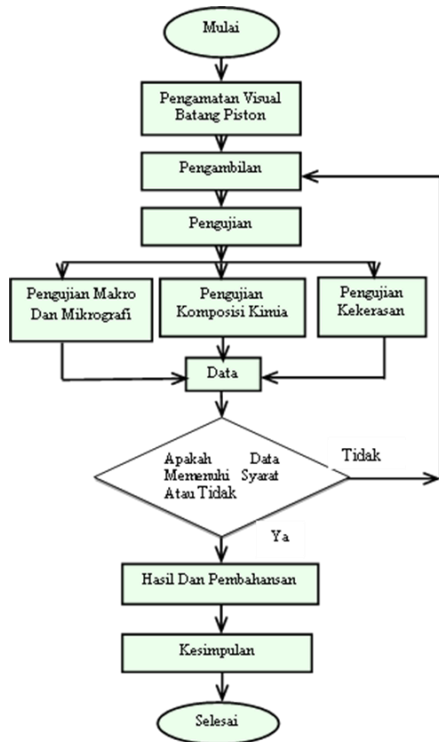 Mulai
Pengamatan Visual
Batang Piston
Pengambilan
Pengujian
Pengujian Makro
Dan Mikrografi
Pengujian
Komposisi Kimia
Pengujian
Kekerasan
Data
Apakah Data
Memenuhi Syarat
Atau Tidak
Tidak
Ya
Hasil Dan Pembahansan
Kesimpulan
Selesai